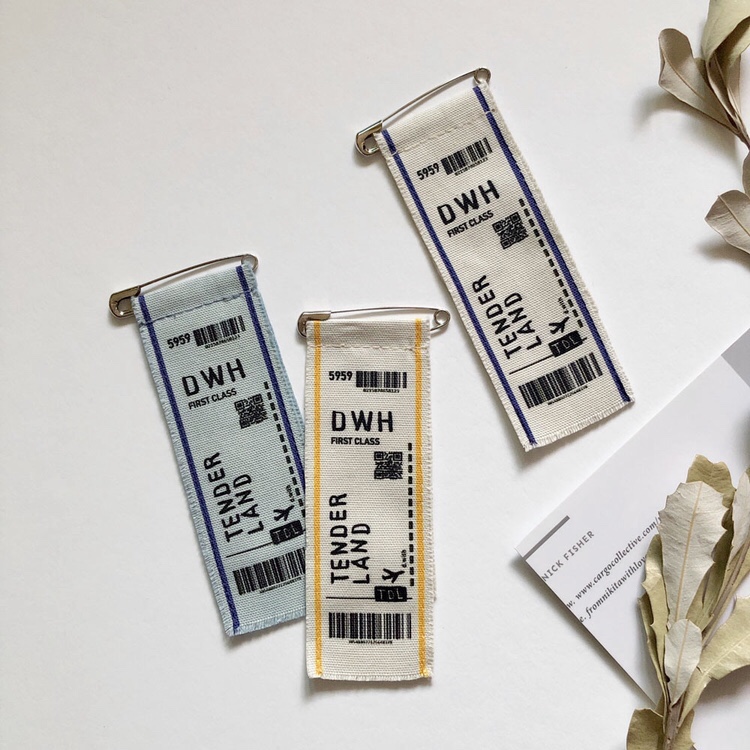 5959
DWH
FIRST CLASS
TENDER
LAND
TDL
5959
DWH
FIRST CLASS
TENDER
LAND
TDL
5959
DWH
FIRST CLASS
TENDER
LAND
TDL
NICK FISHER
www.cargocollective.com/
fromnikitawithlov